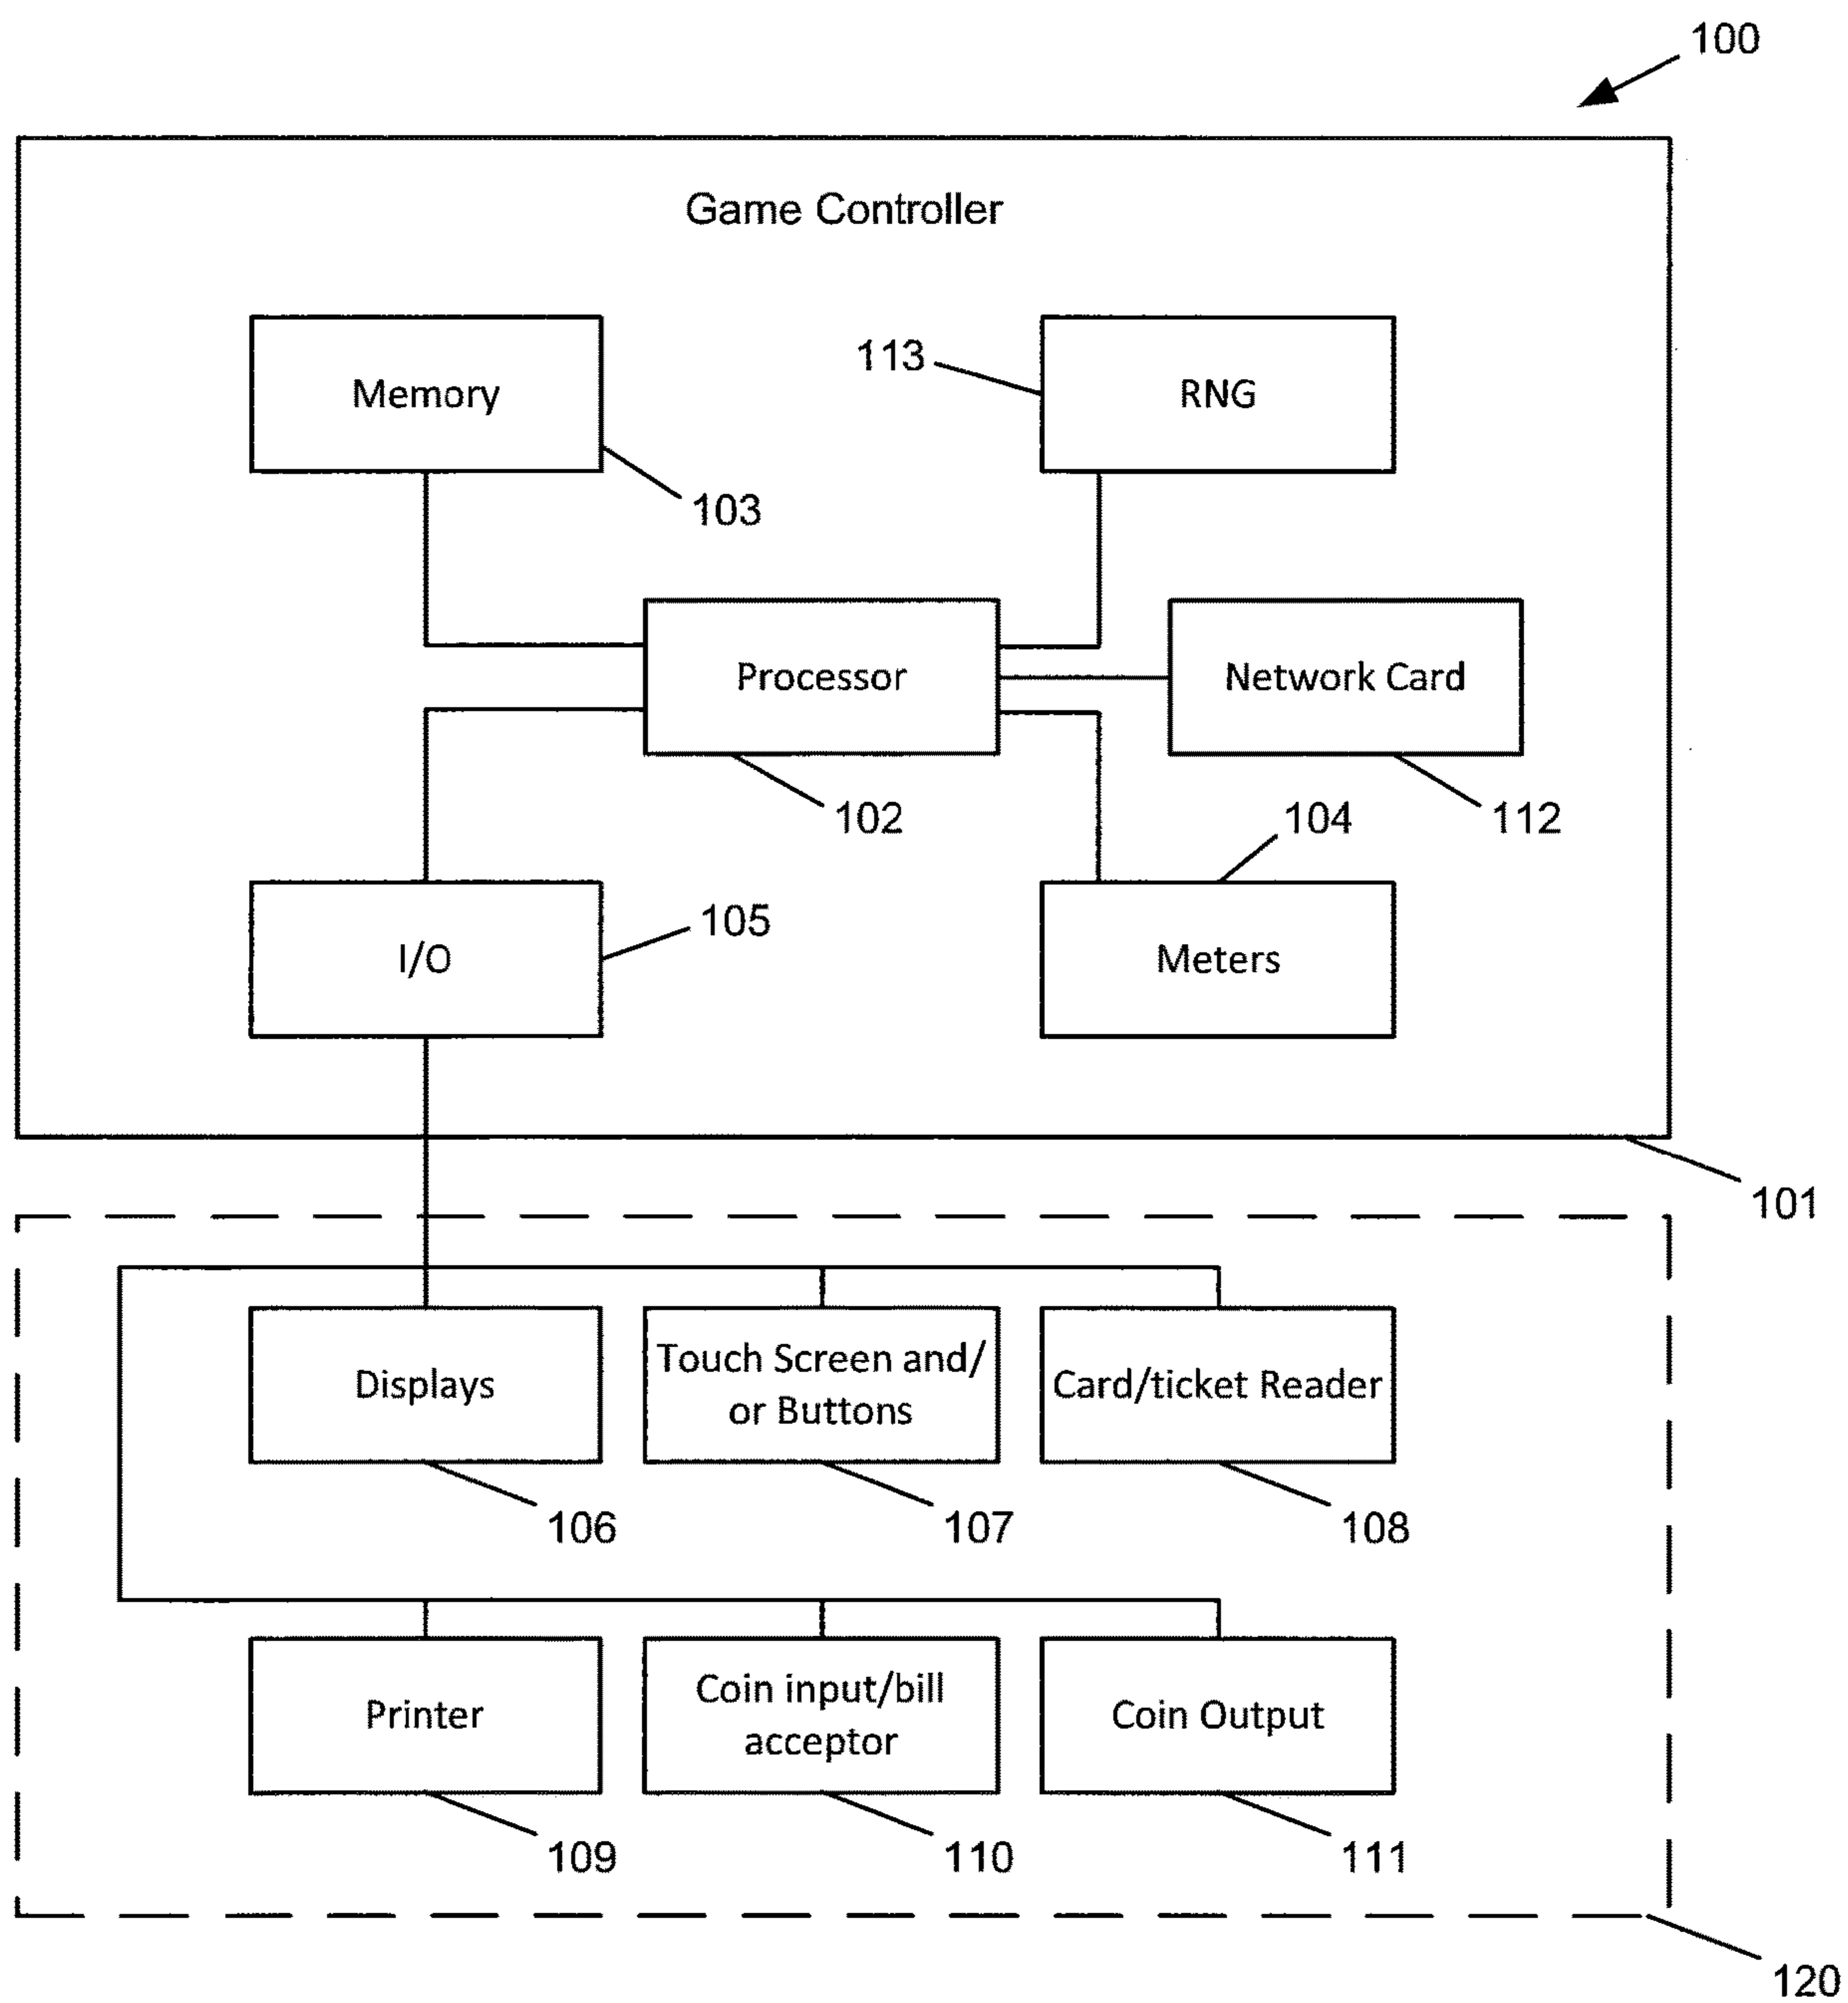 100
Game Controller
Memory
103
113
RNG
Processor
102
Network Card
112
I/O
105
104
Meters
101
Displays
106
Touch Screen and/
or Buttons
107
Card/ticket Reader
108
Printer
109
Coin input/bill
acceptor
110
Coin Output
111
120